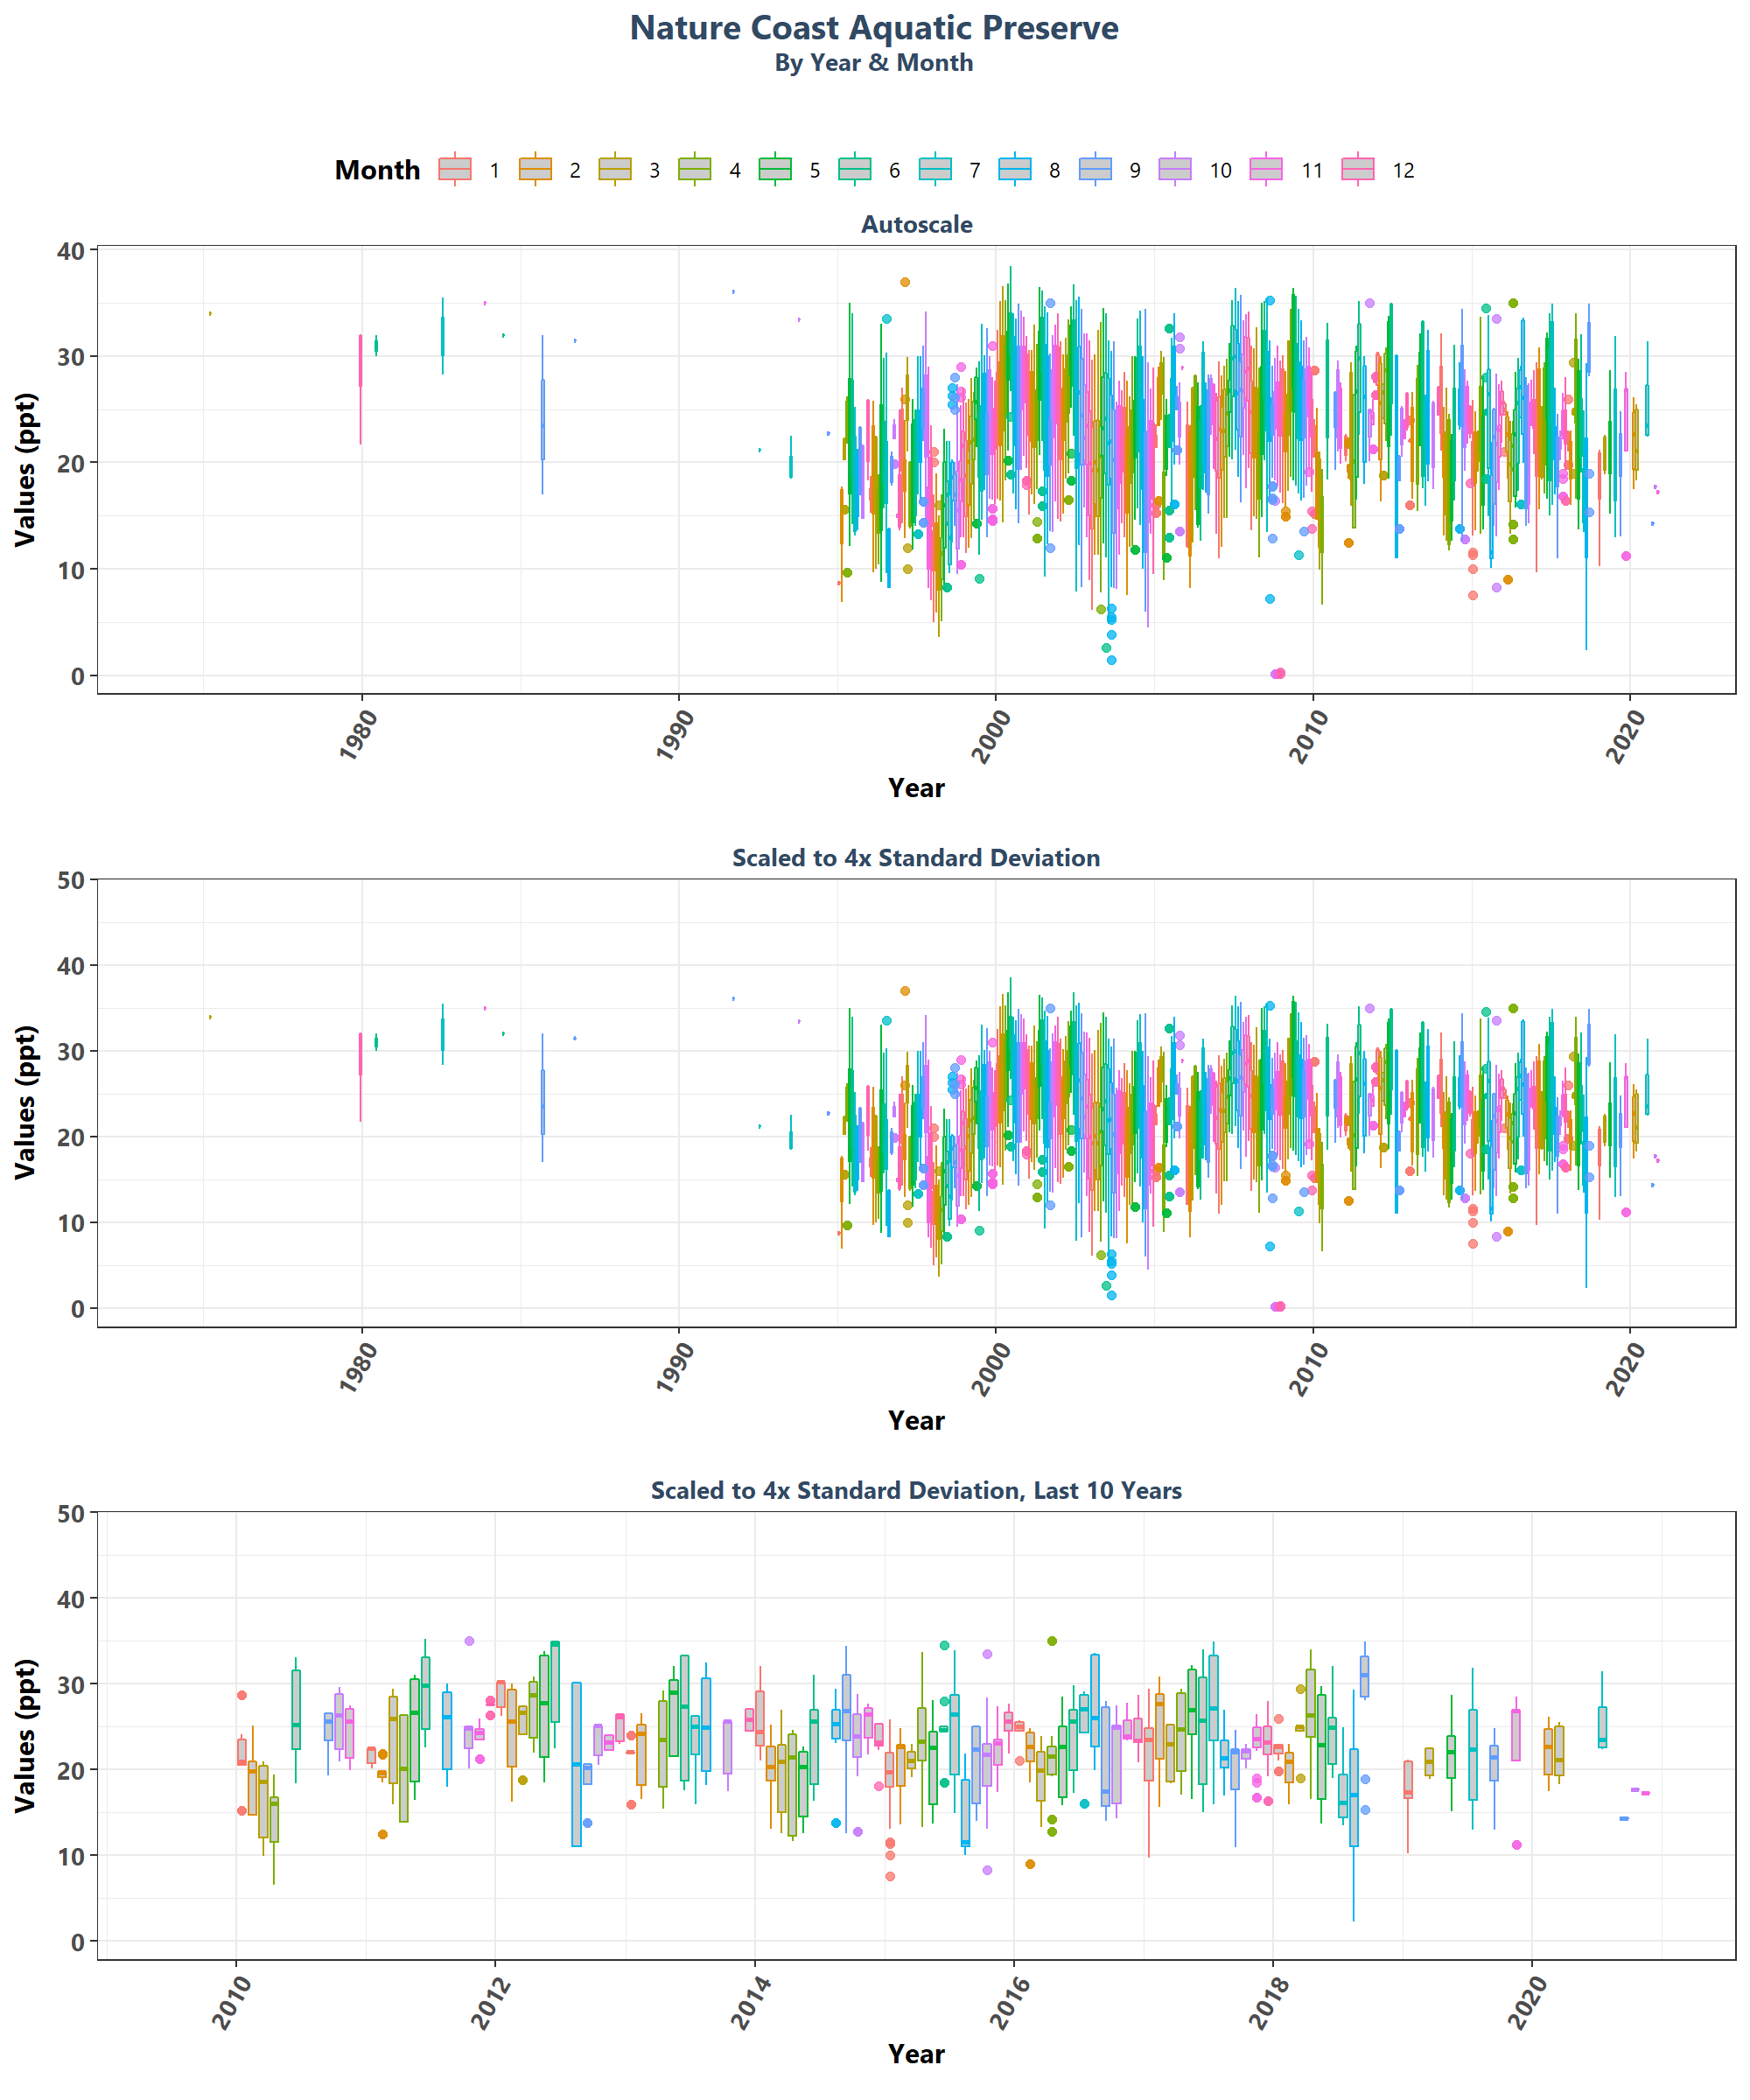 Nature Coast Aquatic Preserve
By Year & Month
Month 1 2 3 4 5 6 7 8 9 10 11 12
Autoscale
Values (ppt)
40
30
20
10
0
1980 1990 2000 2010 2020
Year
Scaled to 4x Standard Deviation
Values (ppt)
50
40
30
20
10
0
1980 1990 2000 2010 2020
Year
Scaled to 4x Standard Deviation, Last 10 Years
Values (ppt)
50
40
30
20
10
0
2010 2012 2014 2016 2018 2020
Year